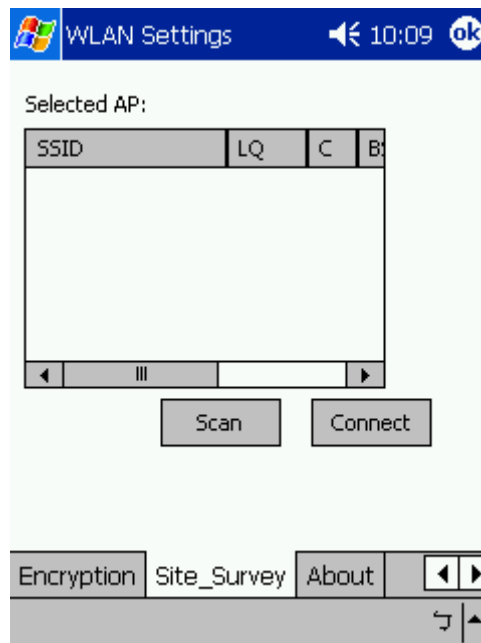 WLAN Settings 10:09 ok
Selected AP:
SSID LQ C
Scan Connect
Encryption Site_Survey About